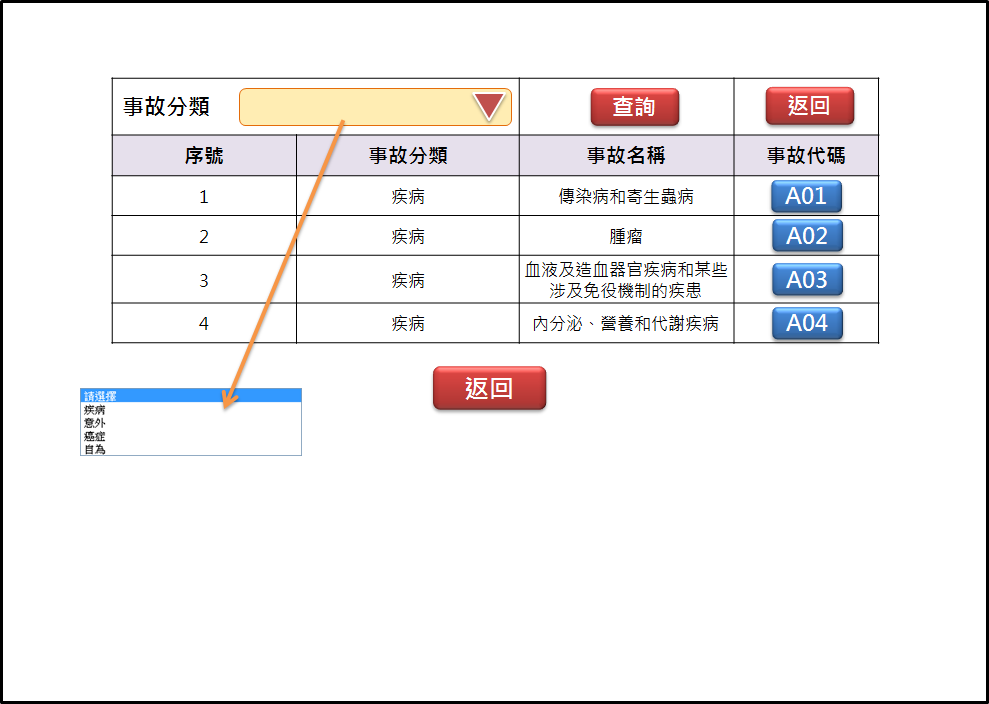 事故分類
查詢
返回
序號
事故分類
事故名稱
事故代碼
1
疾病
傳染病和寄生蟲病
A01
2
疾病
腫瘤
A02
3
疾病
血液及造血器官疾病和某些
涉及免役機制的疾患
A03
4
疾病
內分泌、營養和代謝疾病
A04
返回
請選擇
疾病
意外
癌症
自為